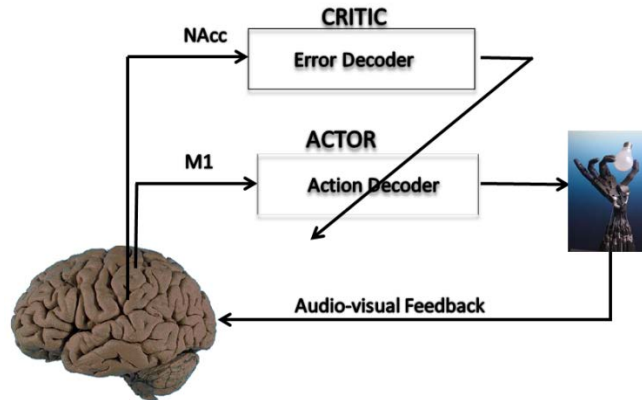 CRITIC
NAcc
Error Decoder
ACTOR
M1
Action Decoder
Audio-visual Feedback